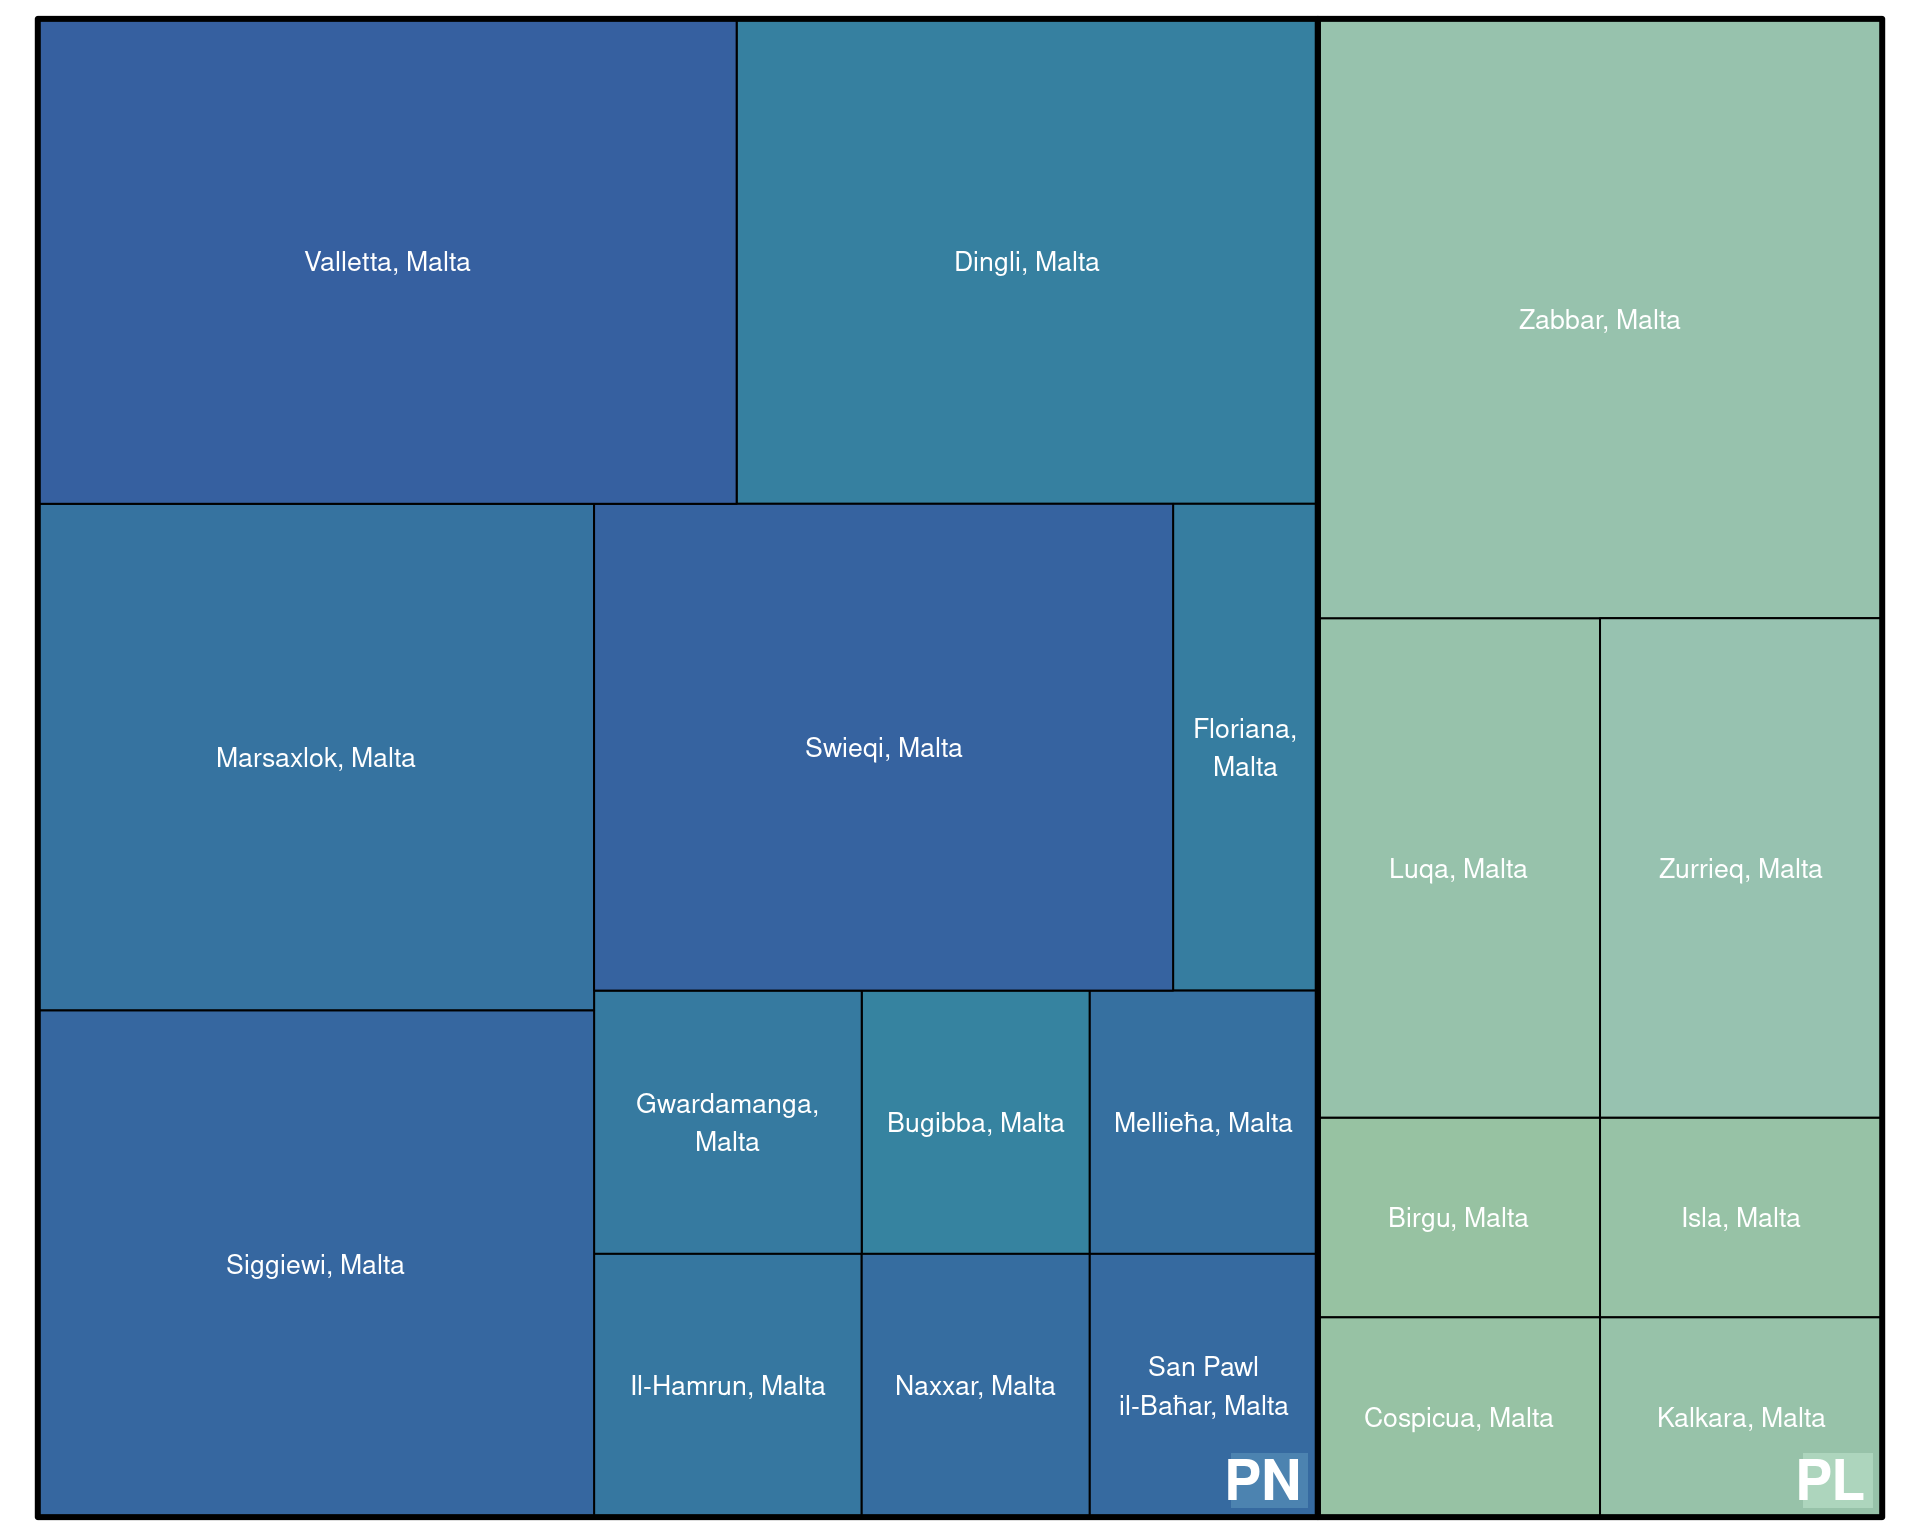 Valletta, Malta
Dingli, Malta
Zabbar, Malta
Marsaxlok, Malta
Swieqi, Malta
Floriana,
Malta
Luqa, Malta
Zurrieq, Malta
Siggiewi, Malta
Gwardamanga,
Malta
Bugibba, Malta
Mellieħa, Malta
Birgu, Malta
Isla, Malta
Il-Hamrun, Malta
Naxxar, Malta
San Pawl
il-Baħar, Malta
Cospicua, Malta
Kalkara, Malta
PN
PL